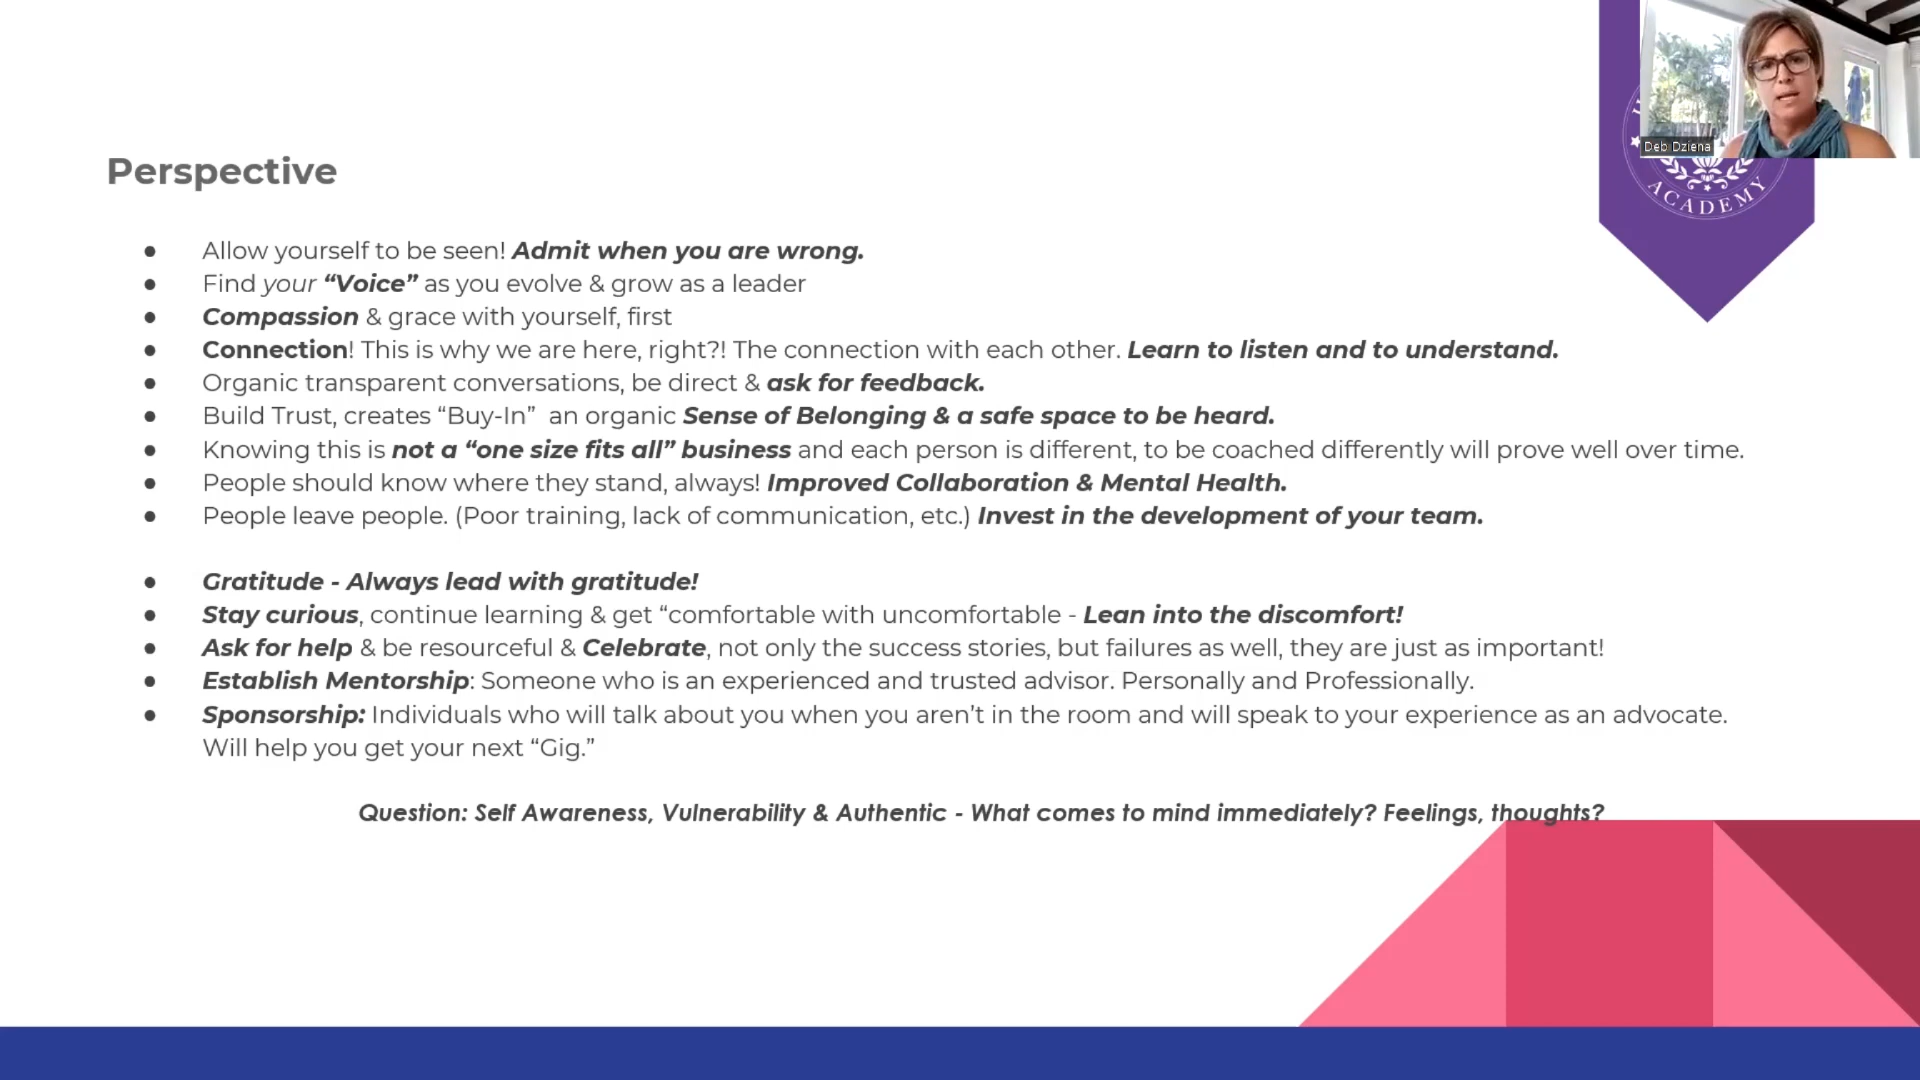 Deb Dziena
ACADEMY
Perspective
● Allow yourself to be seen! Admit when you are wrong.
● Find your “Voice” as you evolve & grow as a leader
● Compassion & grace with yourself, first
● Connection! This is why we are here, right?! The connection with each other. Learn to listen and to understand.
● Organic transparent conversations, be direct & ask for feedback.
● Build Trust, creates “Buy-In”  an organic Sense of Belonging & a safe space to be heard.
● Knowing this is not a “one size fits all” business and each person is different, to be coached differently will prove well over time.
● People should know where they stand, always! Improved Collaboration & Mental Health.
● People leave people. (Poor training, lack of communication, etc.) Invest in the development of your team.
● Gratitude - Always lead with gratitude!
● Stay curious, continue learning & get “comfortable with uncomfortable - Lean into the discomfort!
● Ask for help & be resourceful & Celebrate, not only the success stories, but failures as well, they are just as important!
● Establish Mentorship: Someone who is an experienced and trusted advisor. Personally and Professionally.
● Sponsorship: Individuals who will talk about you when you aren’t in the room and will speak to your experience as an advocate.
Will help you get your next “Gig.”
Question: Self Awareness, Vulnerability & Authentic - What comes to mind immediately? Feelings, thoughts?